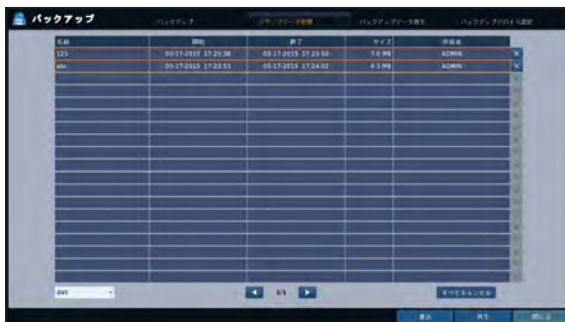 バックアップ
バックアップ データ管理 バックアップデータ再生 バックアップデバイス設定
名前 開始 終了 サイズ 作成者
123 03-17-2015 17:23:38 03-17-2015 17:23:50 7.0 MB ADMIN
abc 03-17-2015 17:23:53 03-17-2015 17:24:02 6.3 MB ADMIN
AVI 1/1 すべてキャンセル
再生 閉じる